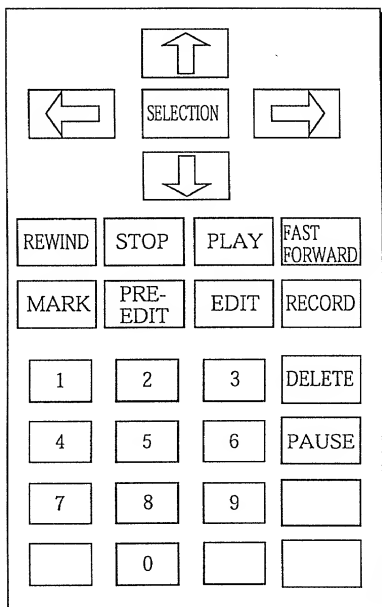 SELECTION
REWIND STOP PLAY FAST
FORWARD
MARK PRE-
EDIT EDIT RECORD
1 2 3 DELETE
4 5 6 PAUSE
7 8 9
0